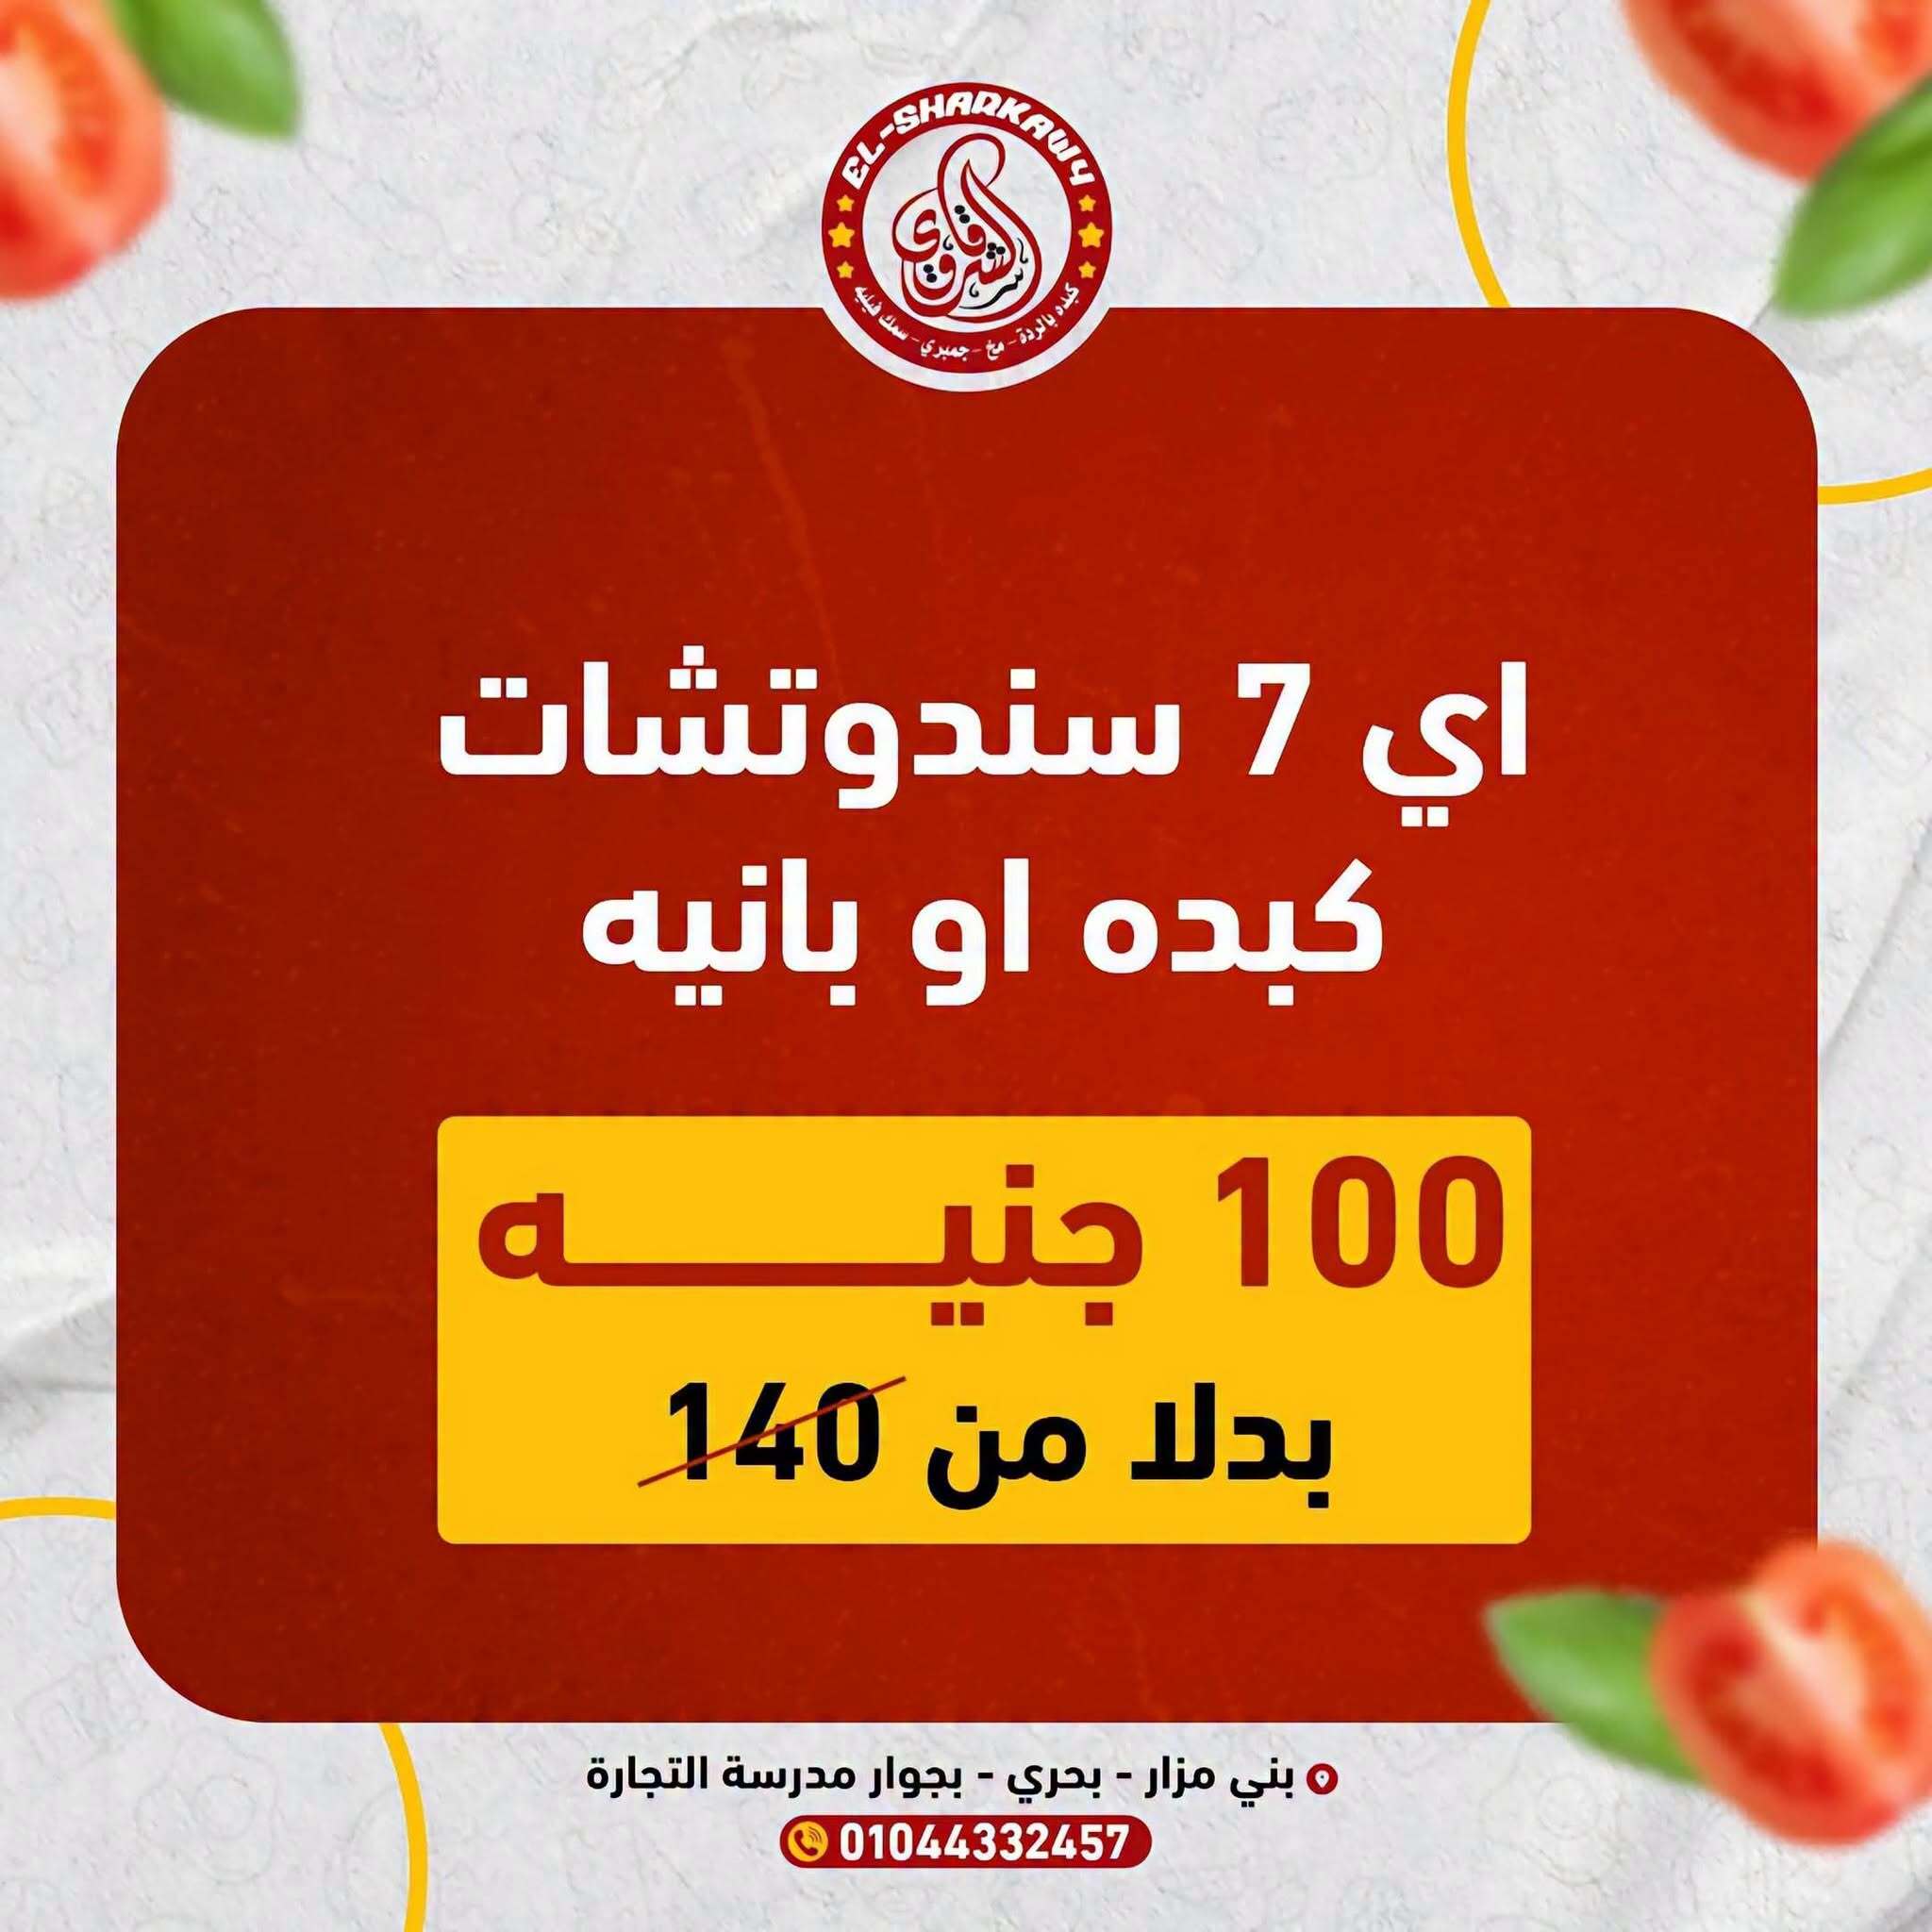 EL-SHARKAWY
الشرقاوي
كبده بالردة - مخ - جمبري - سمك فيليه
اي 7 سندوتشات
كبده او بانيه
100 جنيـــــــــه
بدلا من 140
بني مزار - بحري - بجوار مدرسة التجارة
01044332457